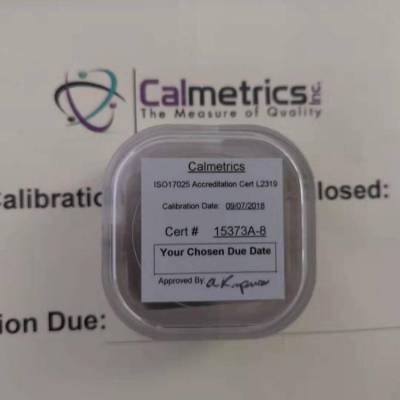 Calmetrics Inc.
The Measure of Quality
Calmetrics
ISO17025 Accreditation Cert L2319
Calibration Date: 09/07/2018
Cert # 15373A-8
Your Chosen Due Date
Approved By:
Calibratio
losed:
ion Due: